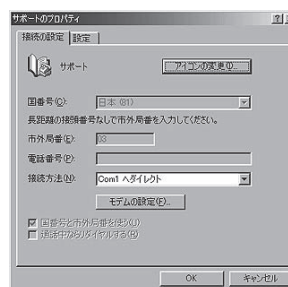 サポートのプロパティ
接続の設定 設定
サポート
アイコンの変更(I)...
国番号(C): 日本 (81)
長距離の接頭番号なしで市外局番を入力してください。
市外局番(E): 03
電話番号(P):
接続方法(N): Com1 へダイレクト
モデムの設定(F)...
国番号と市外局番を使う(U)
通話中ならリダイヤルする(R)
OK キャンセル